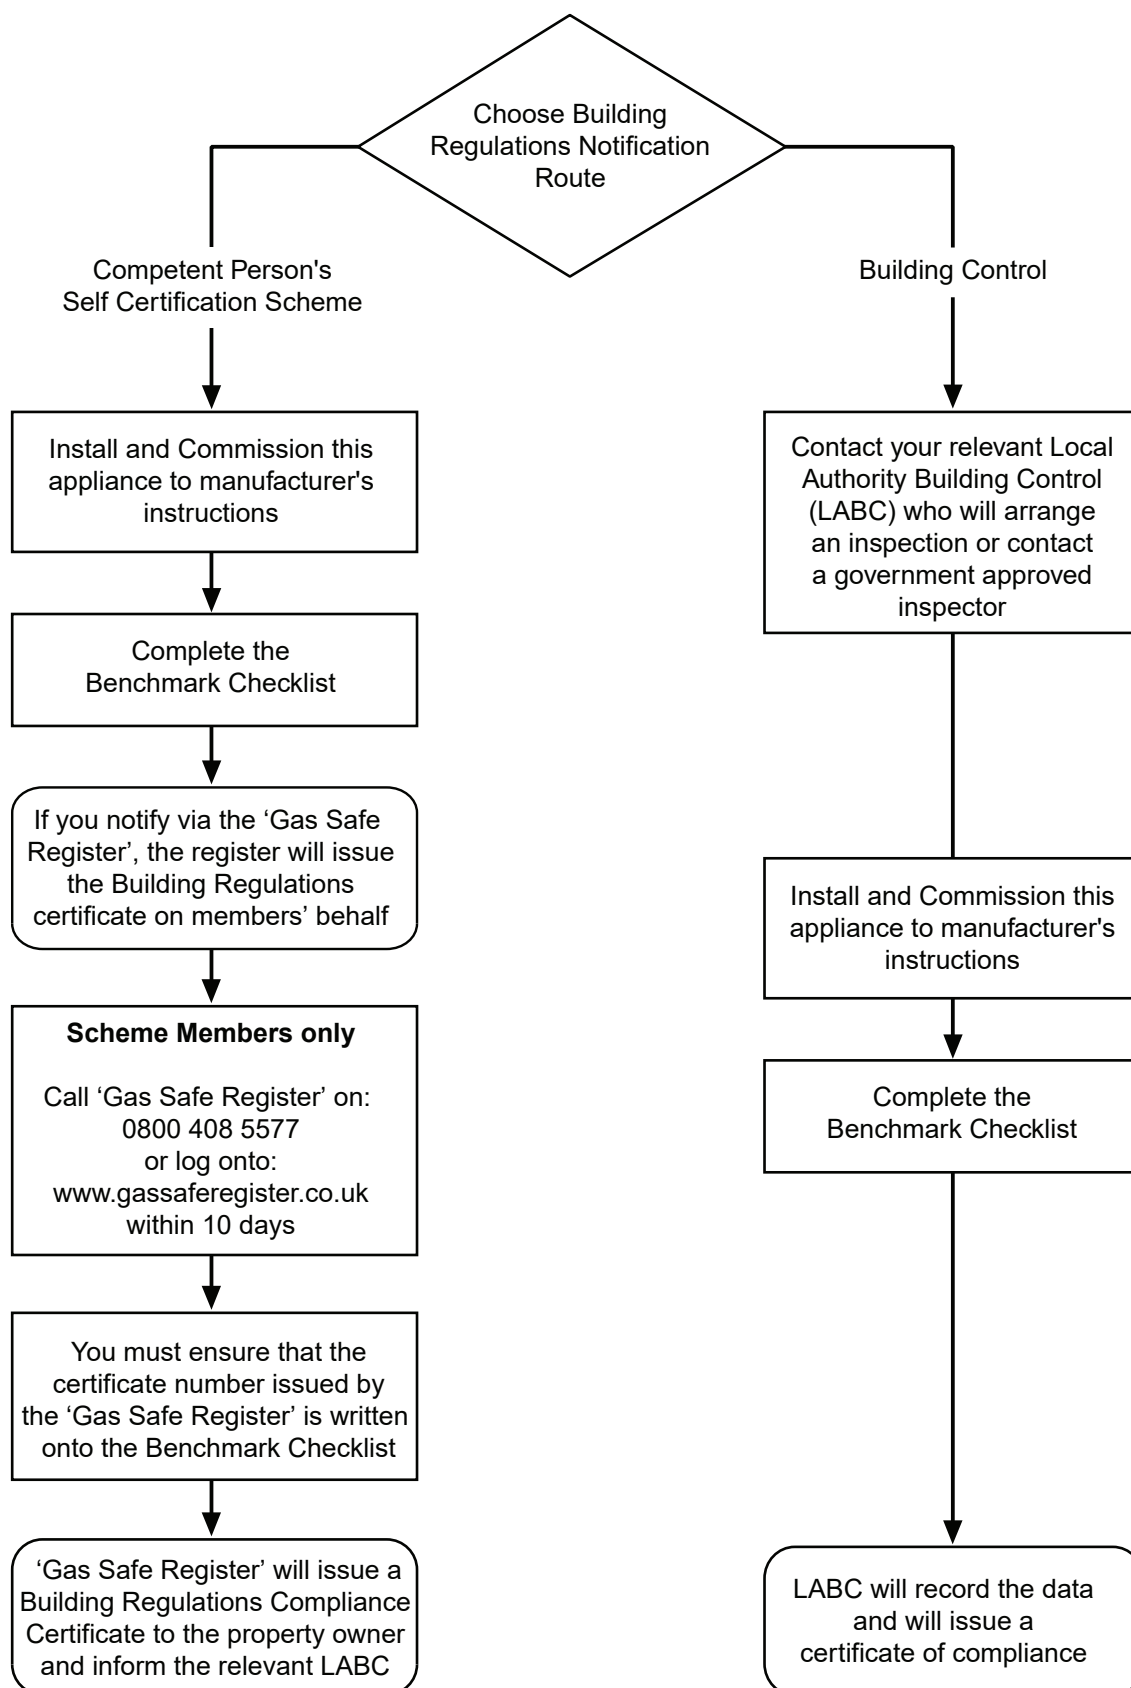 Choose Building
Regulations Notification
Route
Competent Person's
Self Certification Scheme
Building Control
Install and Commission this
appliance to manufacturer's
instructions
Complete the
Benchmark Checklist
If you notify via the ‘Gas Safe
Register’, the register will issue
the Building Regulations
certificate on members’ behalf
Scheme Members only
Call ‘Gas Safe Register’ on:
0800 408 5577
or log onto:
www.gassaferegister.co.uk
within 10 days
You must ensure that the
certificate number issued by
the ‘Gas Safe Register’ is written
onto the Benchmark Checklist
‘Gas Safe Register’ will issue a
Building Regulations Compliance
Certificate to the property owner
and inform the relevant LABC
Contact your relevant Local
Authority Building Control
(LABC) who will arrange
an inspection or contact
a government approved
inspector
Install and Commission this
appliance to manufacturer's
instructions
Complete the
Benchmark Checklist
LABC will record the data
and will issue a
certificate of compliance